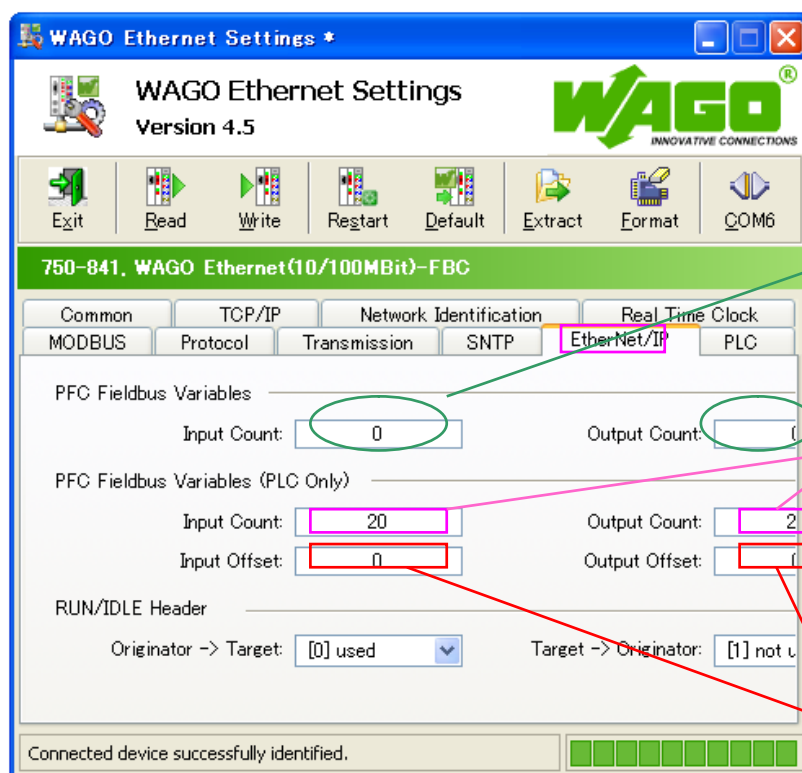 WAGO Ethernet Settings *
WAGO Ethernet Settings
Version 4.5
WAGO ®
INNOVATIVE CONNECTIONS
Exit Read Write Restart Default Extract Format COM6
750-841, WAGO Ethernet(10/100MBit)-FBC
Common TCP/IP Network Identification Real Time Clock
MODBUS Protocol Transmission SNTP EtherNet/IP PLC
PFC Fieldbus Variables
Input Count: 0 Output Count:
PFC Fieldbus Variables (PLC Only)
Input Count: 20 Output Count: 2
Input Offset: 0 Output Offset:
RUN/IDLE Header
Originator -> Target: [0] used Target -> Originator: [1] not
Connected device successfully identified.